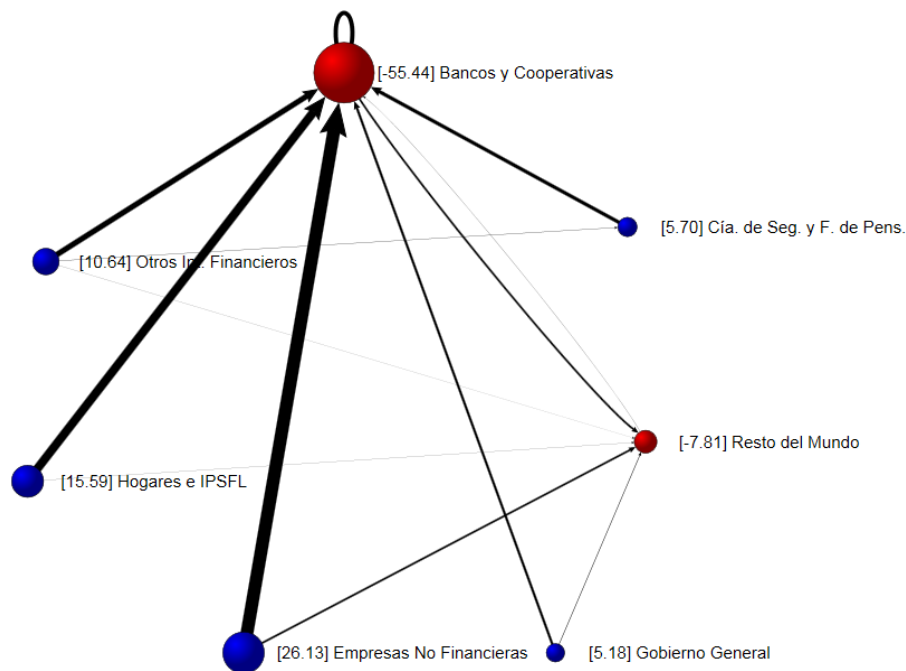 [-55.44] Bancos y Cooperativas
[5.70] Cía. de Seg. y F. de Pens.
[10.64] Otros Int. Financieros
[-7.81] Resto del Mundo
[15.59] Hogares e IPSFL
[26.13] Empresas No Financieras
[5.18] Gobierno General